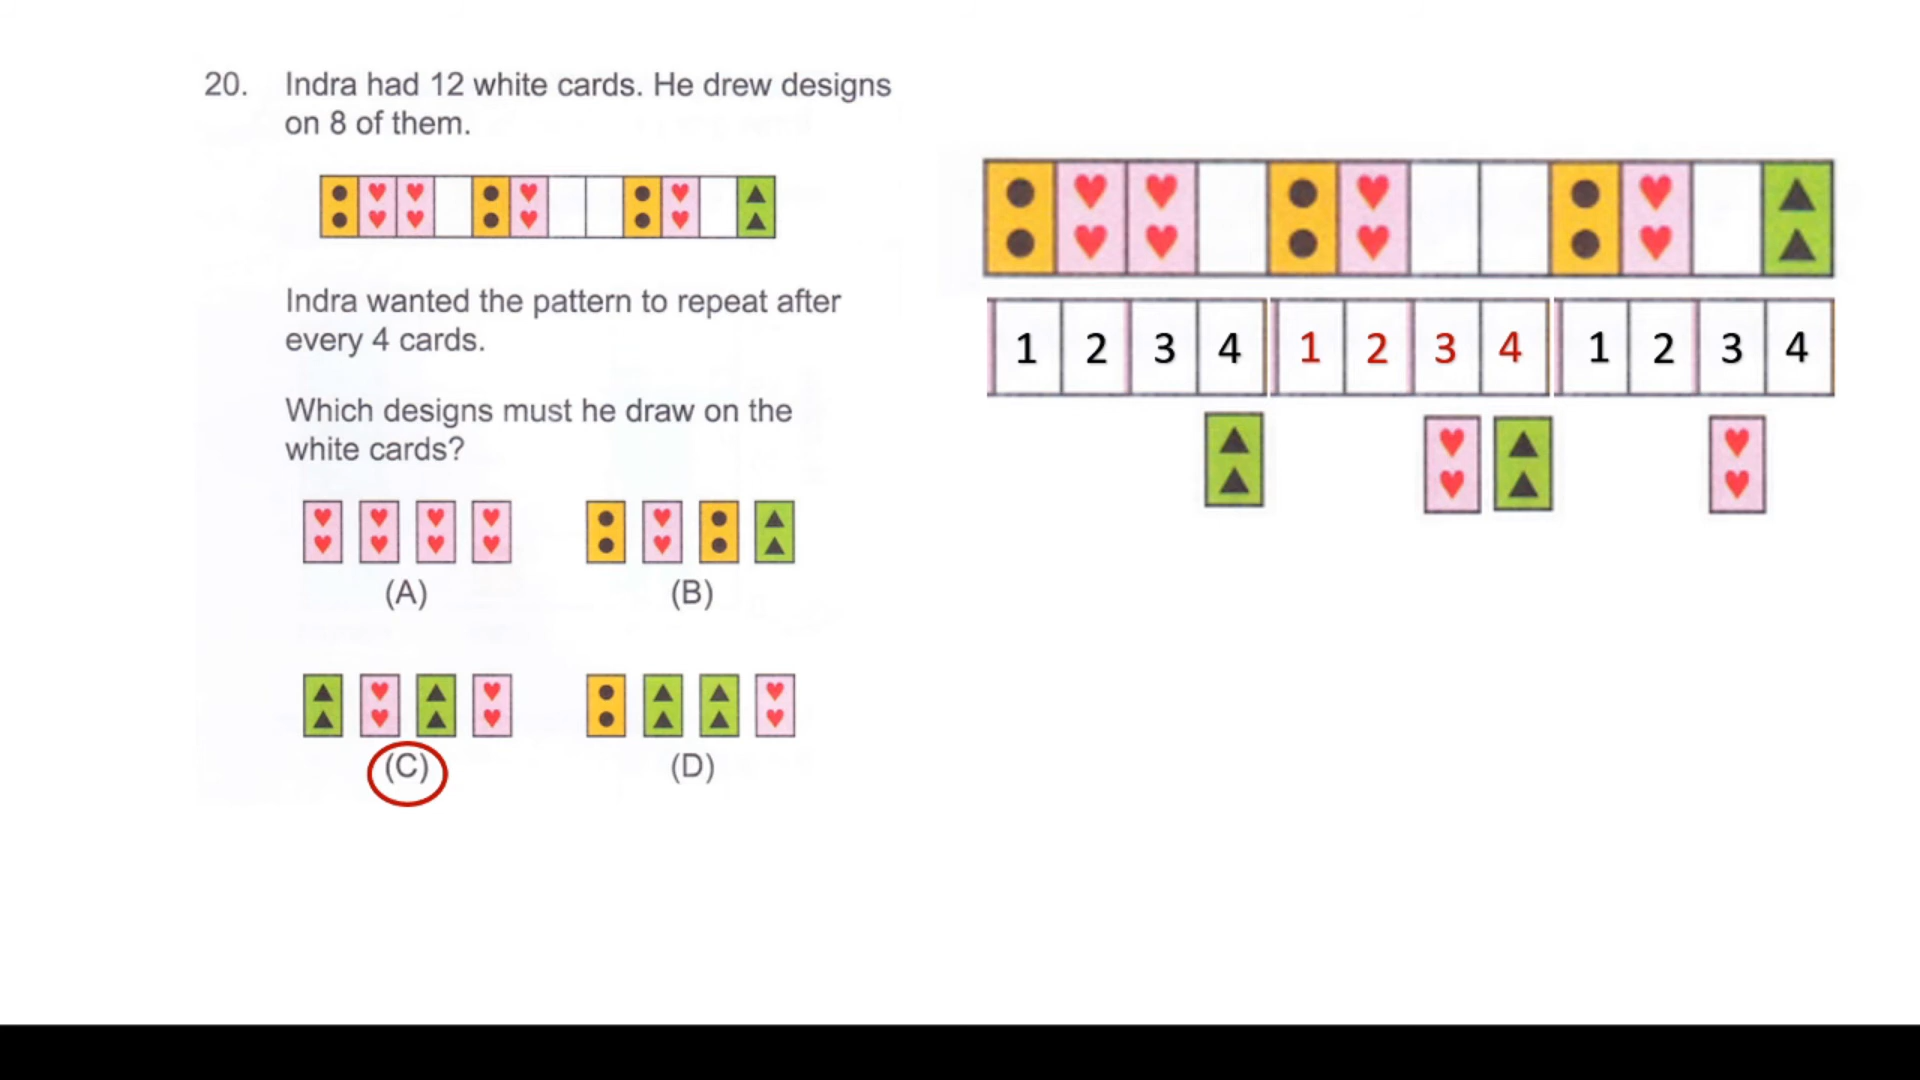 20. Indra had 12 white cards. He drew designs
on 8 of them.
Indra wanted the pattern to repeat after
every 4 cards.
Which designs must he draw on the
white cards?
(A) (B)
(C) (D)
1 2 3 4 1 2 3 4 1 2 3 4